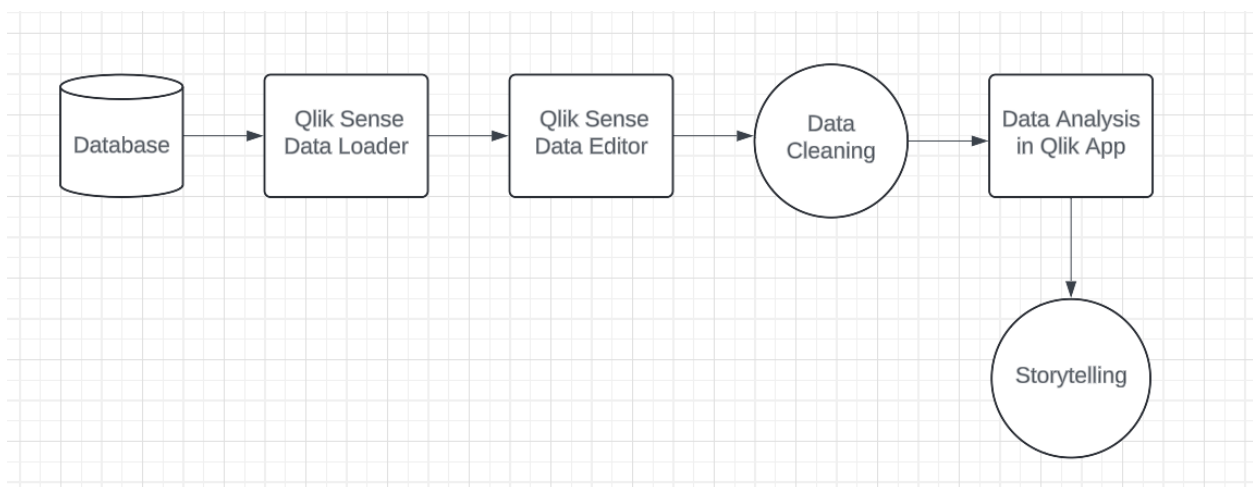 Database
Qlik Sense
Data Loader
Qlik Sense
Data Editor
Data
Cleaning
Data Analysis
in Qlik App
Storytelling